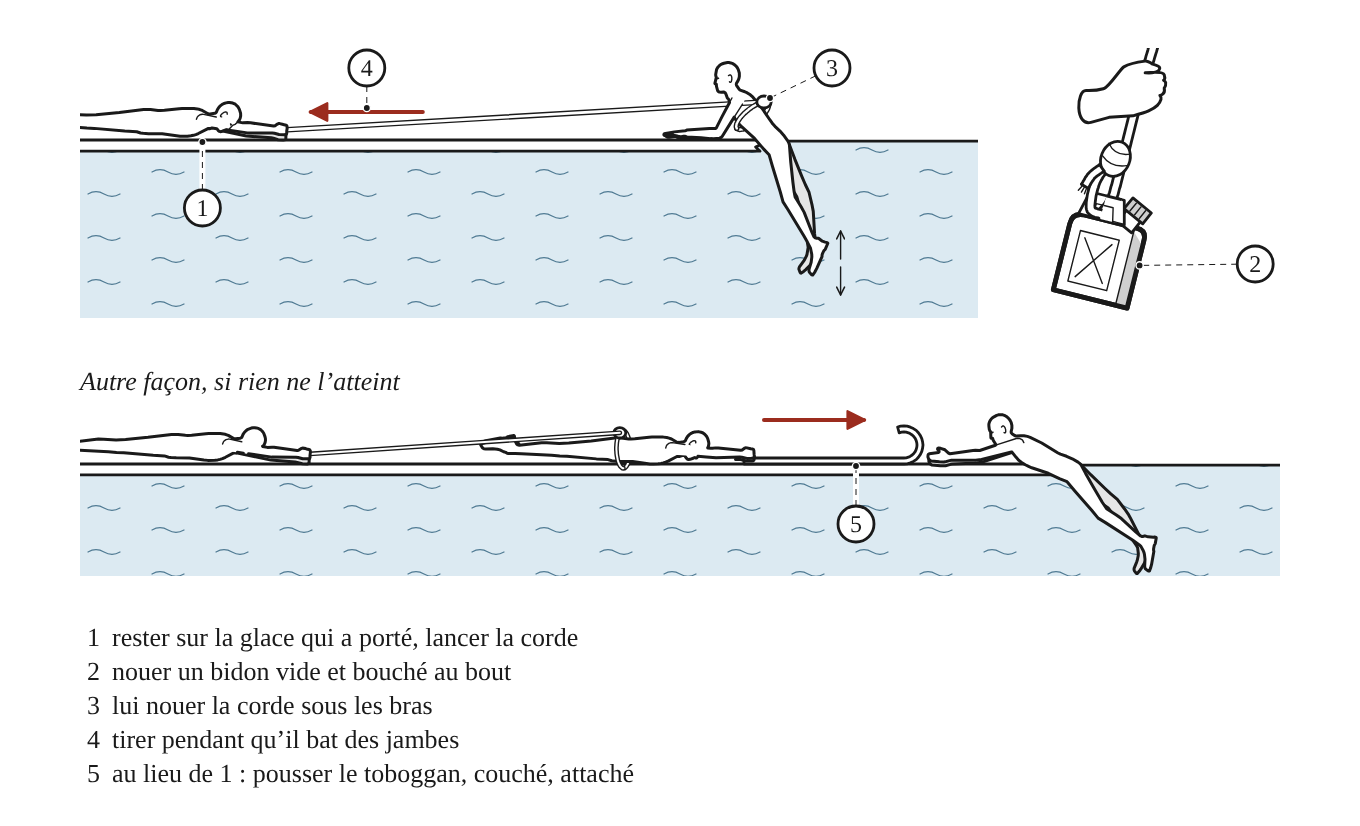 4
3
1
2
Autre façon, si rien ne l’atteint
5
1 rester sur la glace qui a porté, lancer la corde
2 nouer un bidon vide et bouché au bout
3 lui nouer la corde sous les bras
4 tirer pendant qu’il bat des jambes
5 au lieu de 1 : pousser le toboggan, couché, attaché